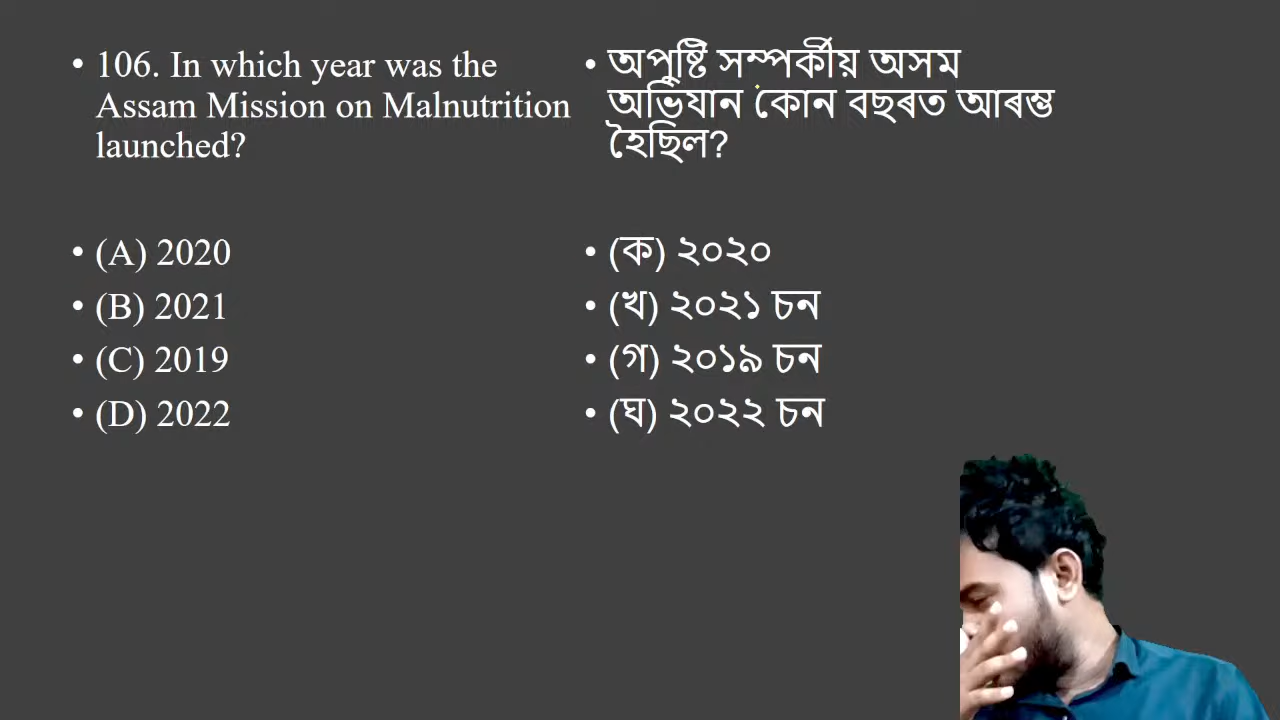 • 106. In which year was the
Assam Mission on Malnutrition
launched?
• (A) 2020
• (B) 2021
• (C) 2019
• (D) 2022
• অপুষ্টি সম্পৰ্কীয় অসম
অভিযান কোন বছৰত আৰম্ভ
হৈছিল?
• (ক) ২০২০
• (খ) ২০২১ চন
• (গ) ২০১৯ চন
• (ঘ) ২০২২ চন